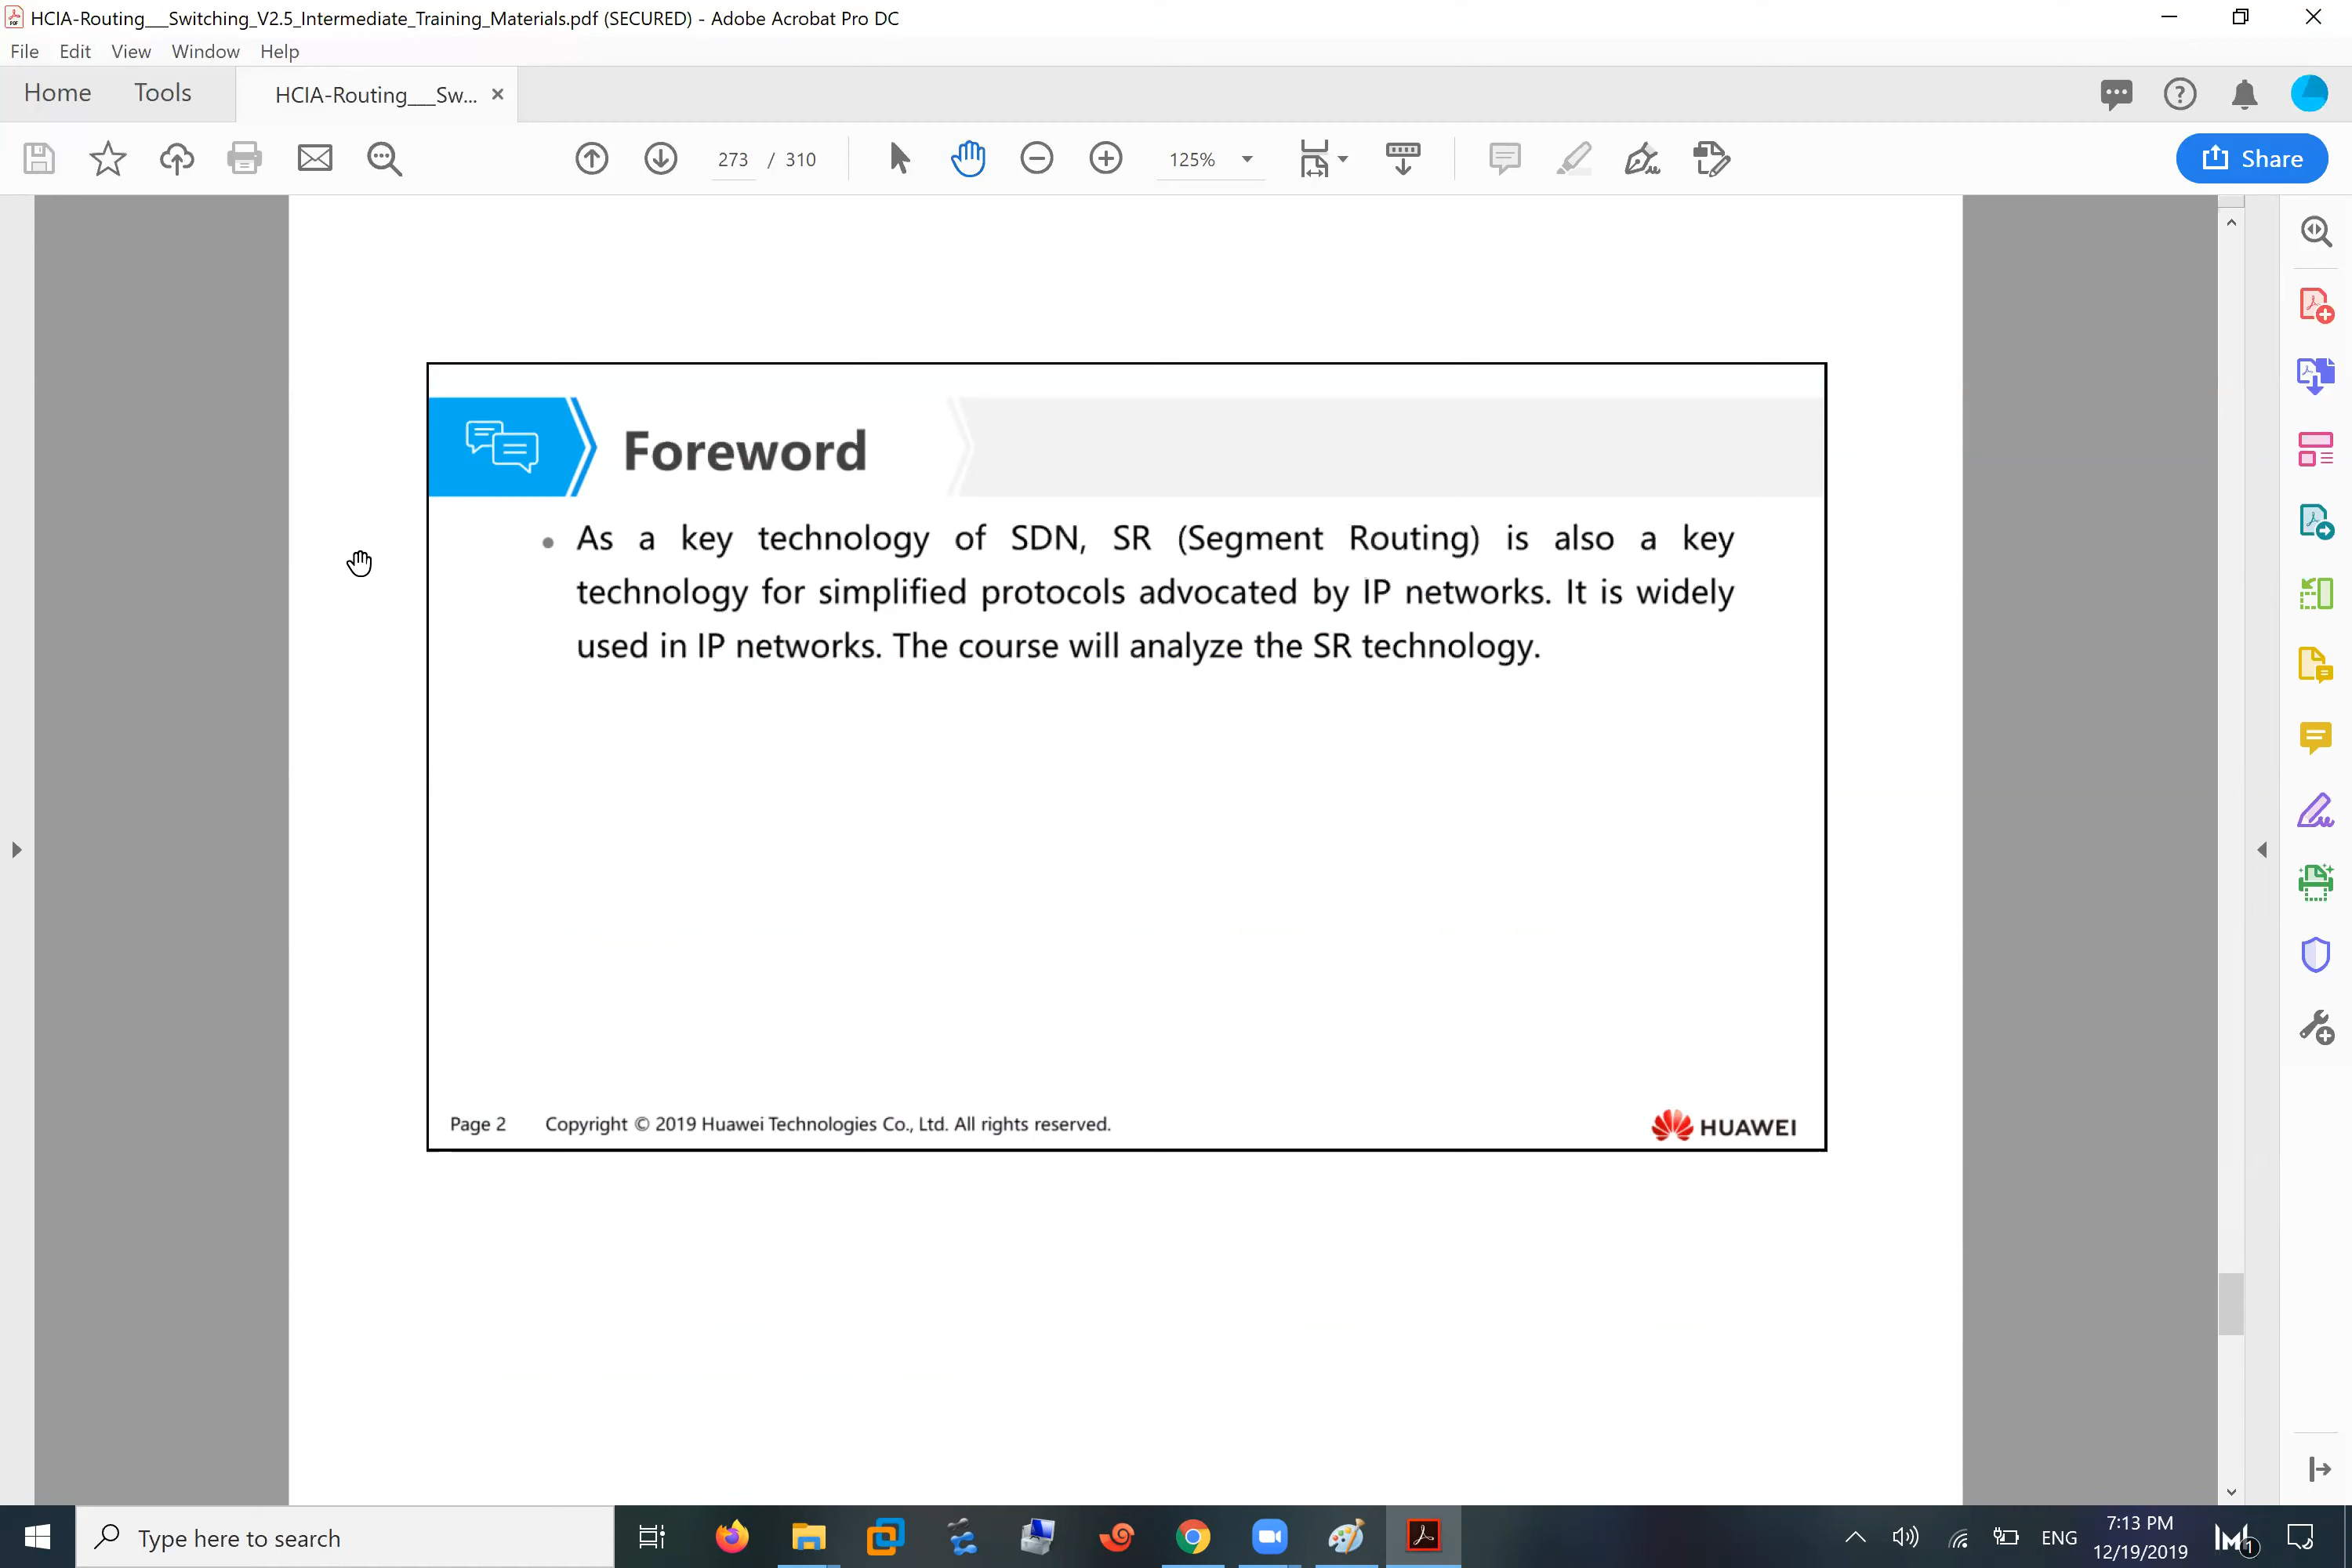 HCIA-Routing___Switching_V2.5_Intermediate_Training_Materials.pdf (SECURED) - Adobe Acrobat Pro DC
File Edit View Window Help
Home Tools HCIA-Routing___Sw... ×
273 / 310 125% Share
Foreword
• As a key technology of SDN, SR (Segment Routing) is also a key
technology for simplified protocols advocated by IP networks. It is widely
used in IP networks. The course will analyze the SR technology.
Page 2 Copyright © 2019 Huawei Technologies Co., Ltd. All rights reserved. HUAWEI
Type here to search
ENG
7:13 PM
12/19/2019
1